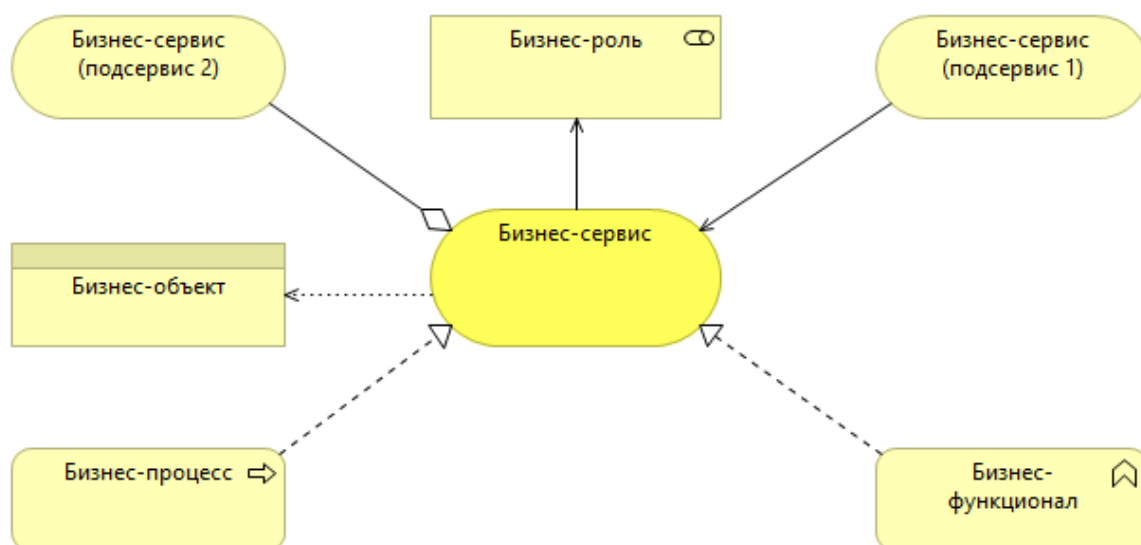 Бизнес-сервис
(подсервис 2)
Бизнес-роль
Бизнес-сервис
(подсервис 1)
Бизнес-сервис
Бизнес-объект
Бизнес-процесс
Бизнес-
функционал